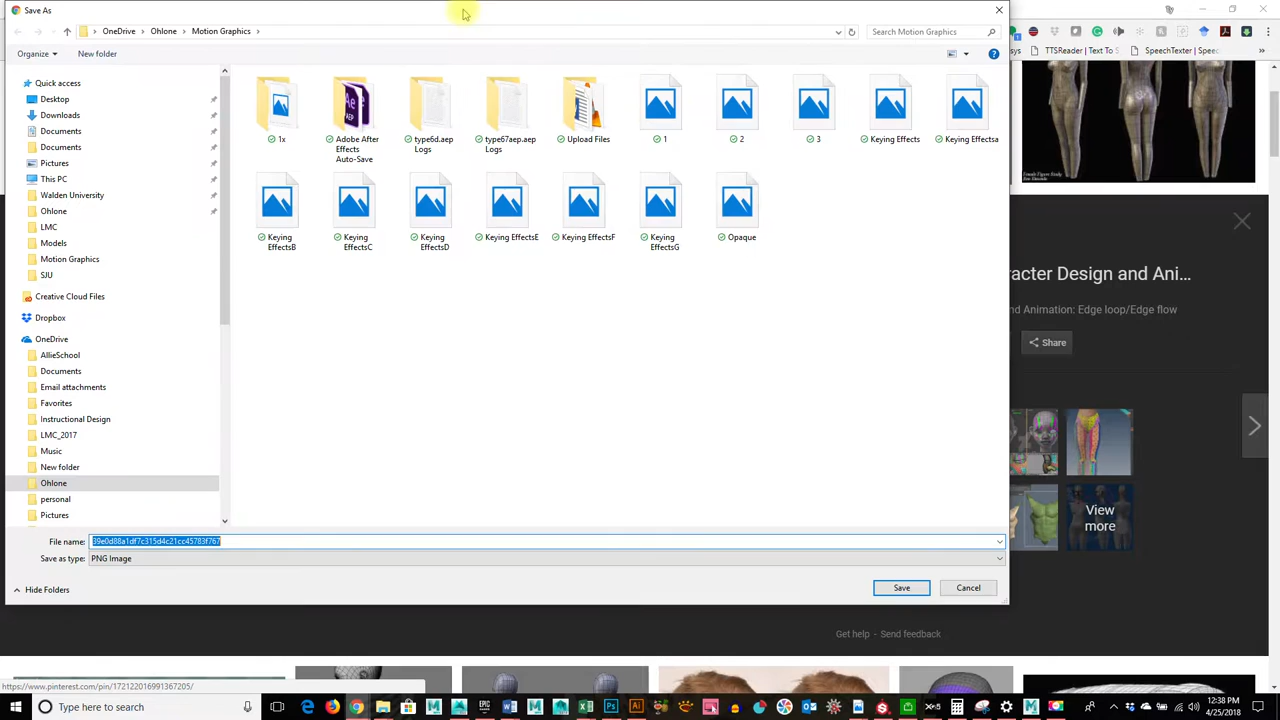 Save As
OneDrive › Ohlone › Motion Graphics ›
Search Motion Graphics
Organize
New folder
Quick access
Desktop
Downloads
Documents
Documents
Pictures
This PC
Walden University
Ohlone
LMC
Models
Motion Graphics
SJU
Creative Cloud Files
Dropbox
OneDrive
AllieSchool
Documents
Email attachments
Favorites
Instructional Design
LMC_2017
Music
New folder
Ohlone
personal
Pictures
1x
Adobe After
Effects
Auto-Save
type6d.aep
Logs
type67aep.aep
Logs
Upload Files
1
2
3
Keying Effects
Keying Effectsa
Keying
EffectsB
Keying
EffectsC
Keying
EffectsD
Keying EffectsE
Keying EffectsF
Keying
EffectsG
Opaque
File name: 39e0d88a1df7c315d4c21cc45783f767
Save as type: PNG Image
Hide Folders
Save
Cancel
sys
TTSReader | Text To S
SpeechTexter | Spee
»
racter Design and Ani...
nd Animation: Edge loop/Edge flow
Share
View
more
Get help - Send feedback
https://www.pinterest.com/pin/172122016991367205/
Type here to search
12:38 PM
4/25/2018